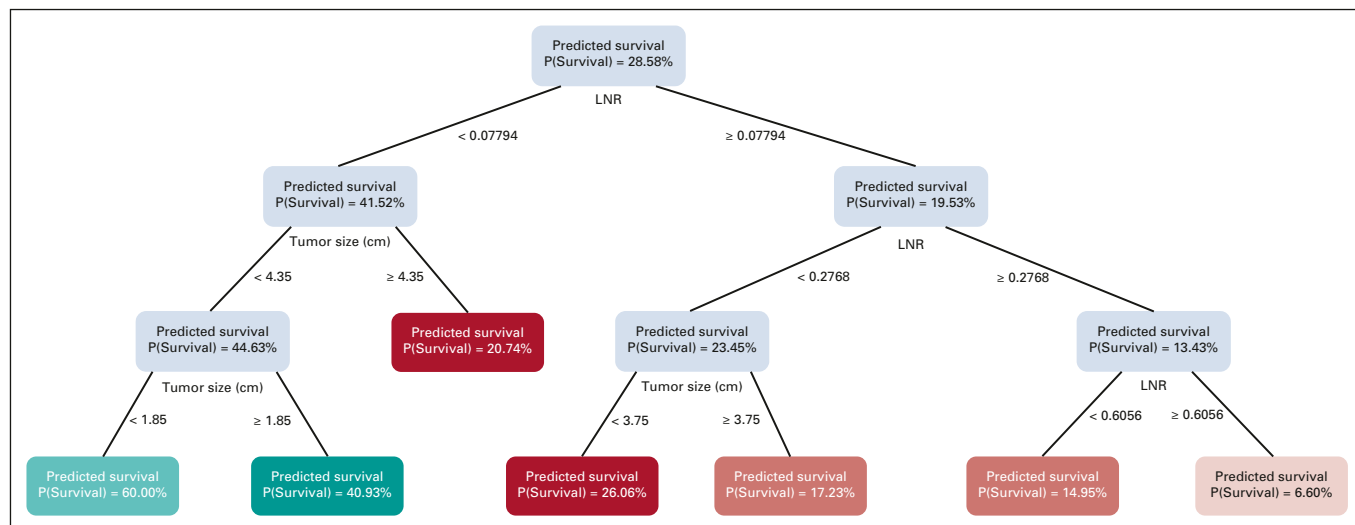 Predicted survival
P(Survival) = 28.58%
LNR
< 0.07794
≥ 0.07794
Predicted survival
P(Survival) = 41.52%
Predicted survival
P(Survival) = 19.53%
Tumor size (cm)
LNR
< 4.35
≥ 4.35
< 0.2768
≥ 0.2768
Predicted survival
P(Survival) = 44.63%
Predicted survival
P(Survival) = 20.74%
Predicted survival
P(Survival) = 23.45%
Predicted survival
P(Survival) = 13.43%
Tumor size (cm)
Tumor size (cm)
LNR
< 1.85
≥ 1.85
< 3.75
≥ 3.75
< 0.6056
≥ 0.6056
Predicted survival
P(Survival) = 60.00%
Predicted survival
P(Survival) = 40.93%
Predicted survival
P(Survival) = 26.06%
Predicted survival
P(Survival) = 17.23%
Predicted survival
P(Survival) = 14.95%
Predicted survival
P(Survival) = 6.60%